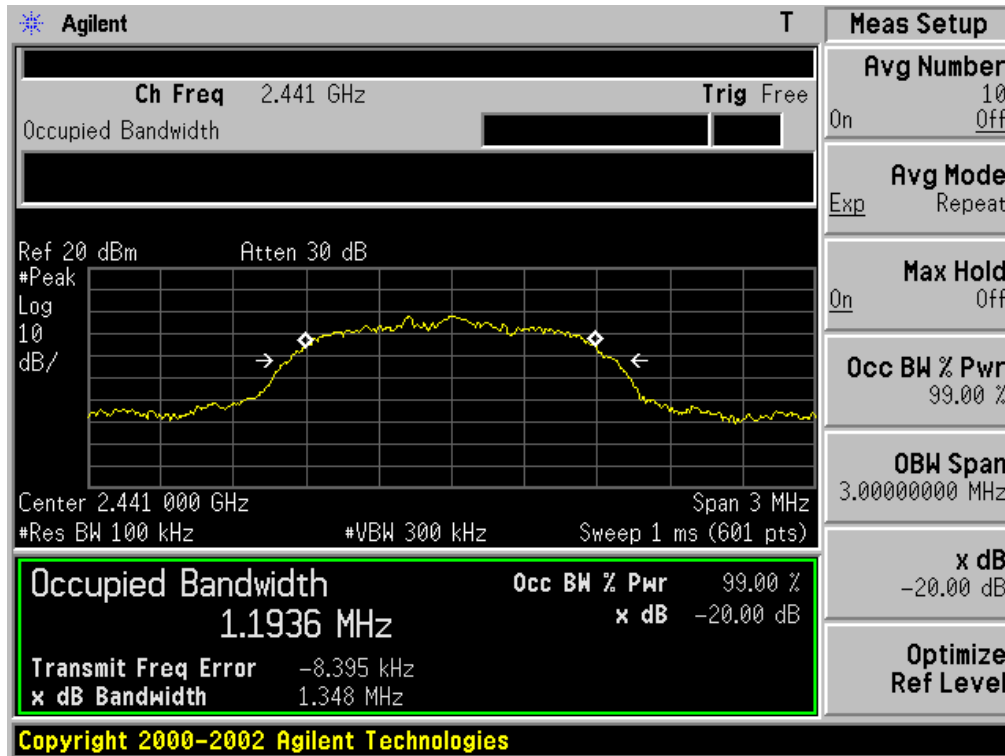 Agilent T
Ch Freq 2.441 GHz Trig Free
Occupied Bandwidth
Ref 20 dBm Atten 30 dB
#Peak
Log
10
dB/
Center 2.441 000 GHz Span 3 MHz
#Res BW 100 kHz #VBW 300 kHz Sweep 1 ms (601 pts)
Occupied Bandwidth
1.1936 MHz
Occ BW % Pwr 99.00 %
x dB -20.00 dB
Transmit Freq Error -8.395 kHz
x dB Bandwidth 1.348 MHz
Copyright 2000-2002 Agilent Technologies
Meas Setup
Avg Number
10
On Off
Avg Mode
Exp Repeat
Max Hold
On Off
Occ BW % Pwr
99.00 %
OBW Span
3.00000000 MHz
x dB
-20.00 dB
Optimize
Ref Level